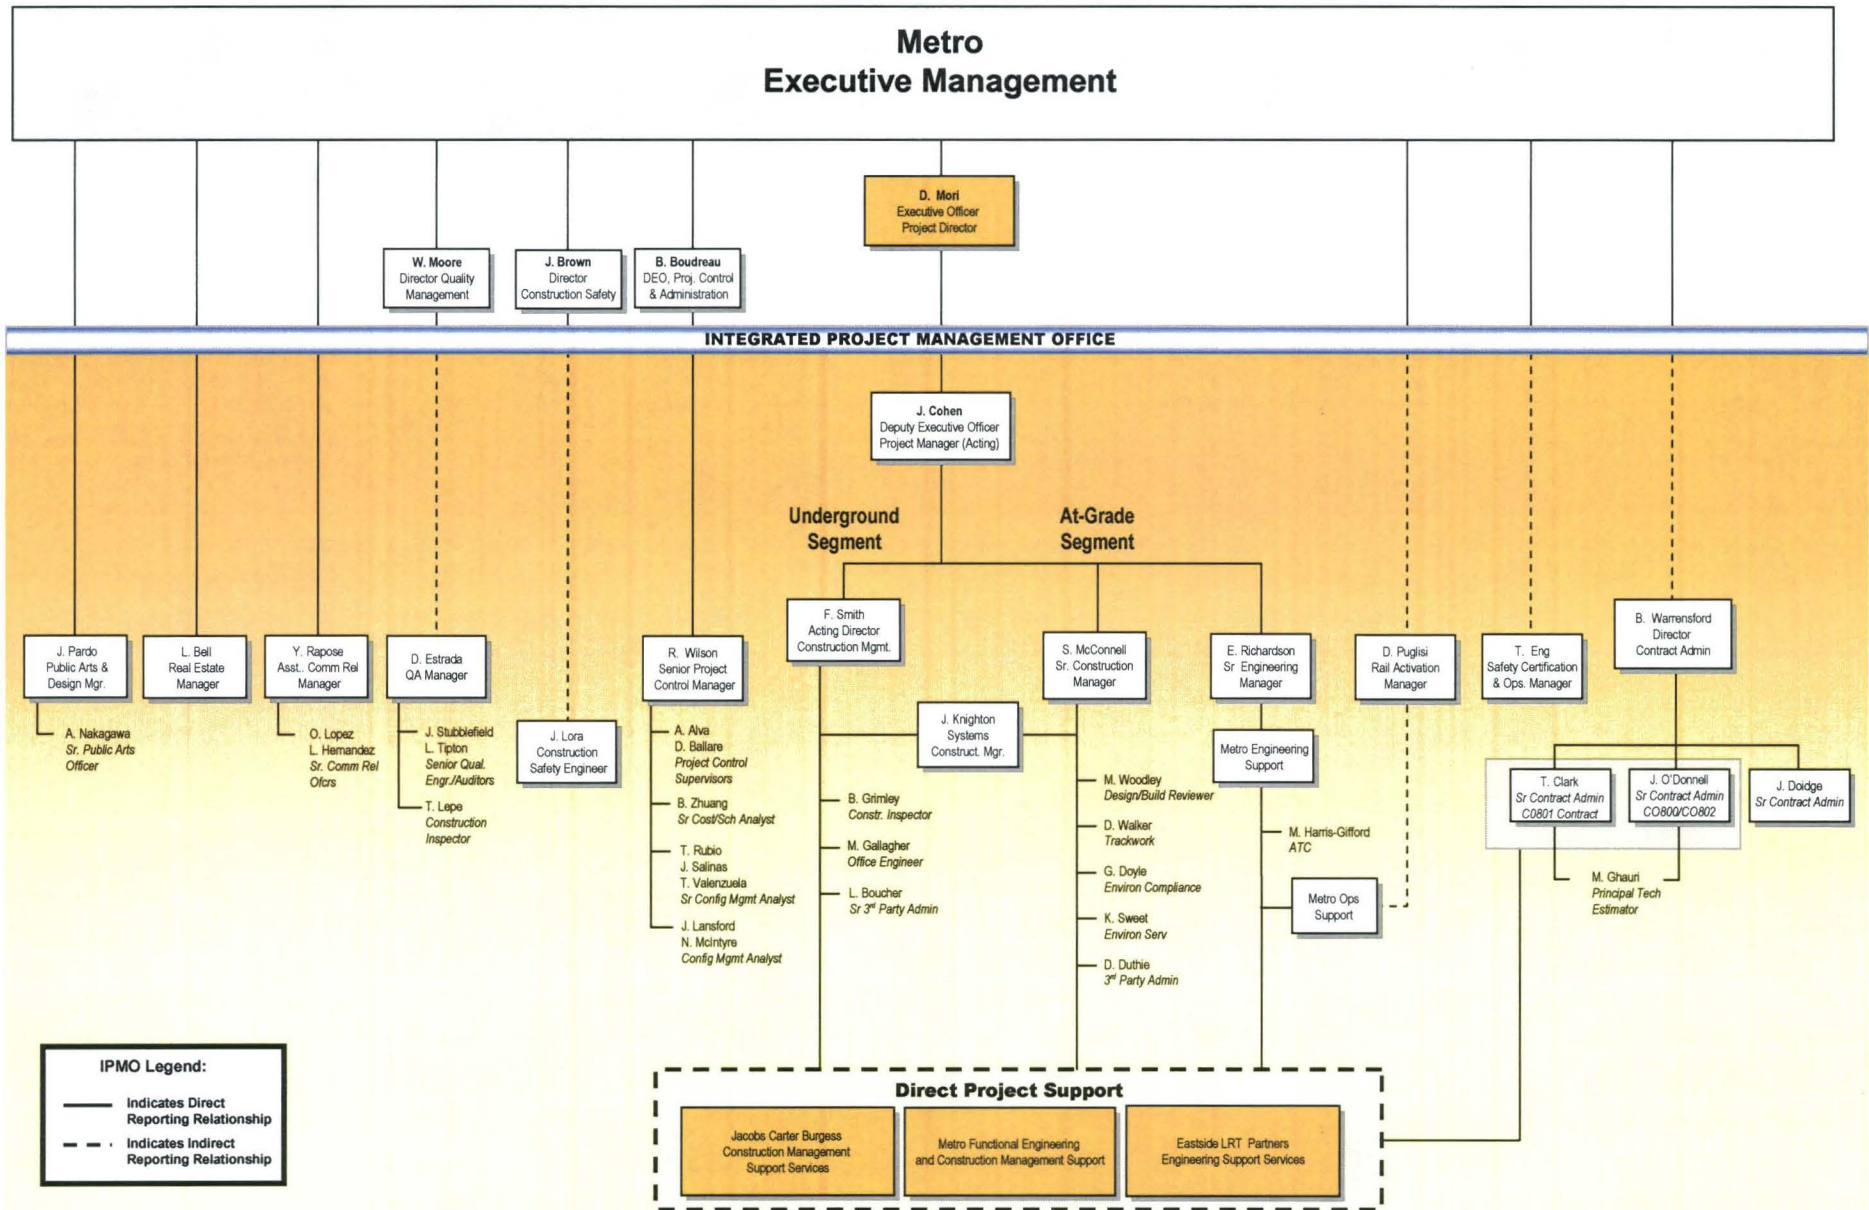 Metro
Executive Management
D. Mori
Executive Officer
Project Director
W. Moore
Director Quality
Management
J. Brown
Director
Construction Safety
B. Boudreau
DEO, Proj. Control
& Administration
INTEGRATED PROJECT MANAGEMENT OFFICE
J. Cohen
Deputy Executive Officer
Project Manager (Acting)
Underground
Segment
At-Grade
Segment
J. Pardo
Public Arts &
Design Mgr.
A. Nakagawa
Sr. Public Arts
Officer
L. Bell
Real Estate
Manager
Y. Rapose
Asst.. Comm Rel
Manager
O. Lopez
L. Hernandez
Sr. Comm Rel
Ofcrs
D. Estrada
QA Manager
J. Stubblefield
L. Tipton
Senior Qual.
Engr./Auditors
T. Lepe
Construction
Inspector
J. Lora
Construction
Safety Engineer
R. Wilson
Senior Project
Control Manager
A. Alva
D. Ballare
Project Control
Supervisors
B. Zhuang
Sr Cost/Sch Analyst
T. Rubio
J. Salinas
T. Valenzuela
Sr Config Mgmt Analyst
J. Lansford
N. McIntyre
Config Mgmt Analyst
F. Smith
Acting Director
Construction Mgmt.
B. Grimley
Constr. Inspector
M. Gallagher
Office Engineer
L. Boucher
Sr 3rd Party Admin
J. Knighton
Systems
Construct. Mgr.
S. McConnell
Sr. Construction
Manager
M. Woodley
Design/Build Reviewer
D. Walker
Trackwork
G. Doyle
Environ Compliance
K. Sweet
Environ Serv
D. Duthie
3rd Party Admin
E. Richardson
Sr Engineering
Manager
Metro Engineering
Support
M. Harris-Gifford
ATC
Metro Ops
Support
D. Puglisi
Rail Activation
Manager
T. Eng
Safety Certification
& Ops. Manager
B. Warrensford
Director
Contract Admin
T. Clark
Sr Contract Admin
C0801 Contract
J. O'Donnell
Sr Contract Admin
CO800/CO802
J. Doidge
Sr Contract Admin
M. Ghauri
Principal Tech
Estimator
IPMO Legend:
Indicates Direct
Reporting Relationship
Indicates Indirect
Reporting Relationship
Direct Project Support
Jacobs Carter Burgess
Construction Management
Support Services
Metro Functional Engineering
and Construction Management Support
Eastside LRT Partners
Engineering Support Services